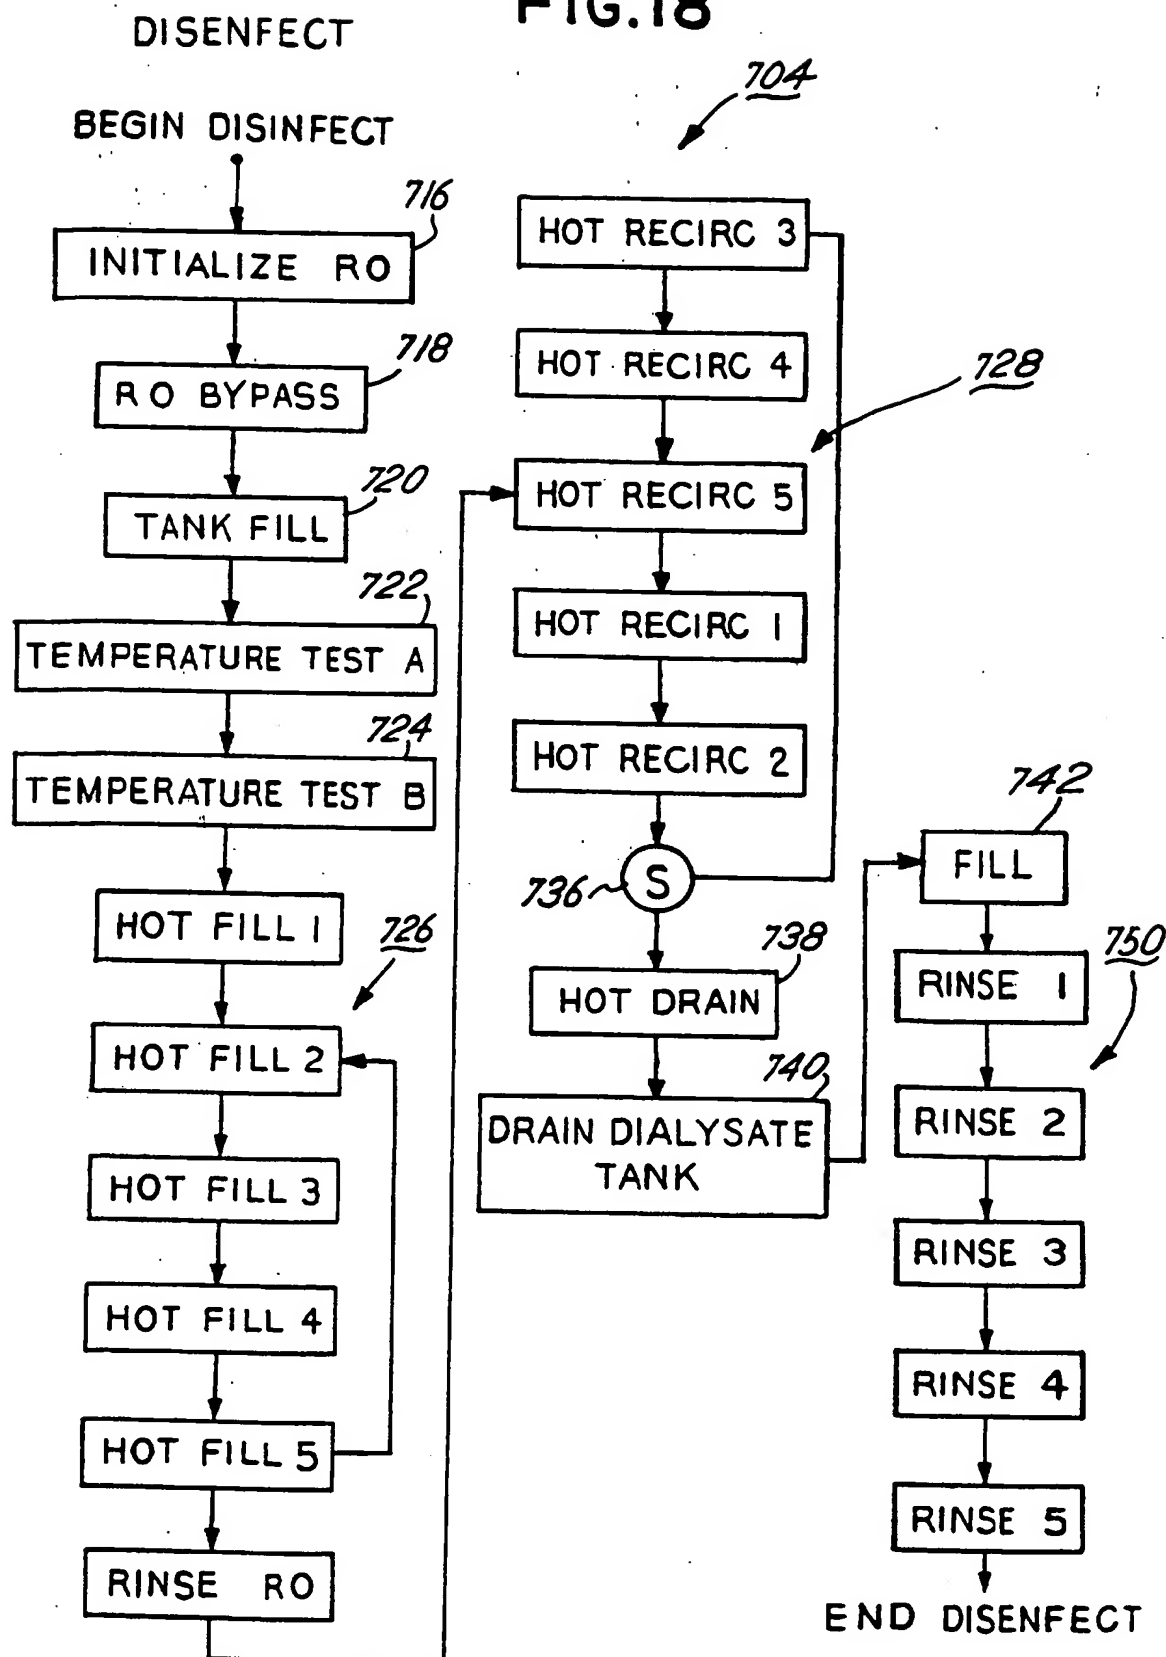 FIG.18
DISENFECT
BEGIN DISINFECT
716
INITIALIZE RO
718
RO BYPASS
720
TANK FILL
722
TEMPERATURE TEST A
724
TEMPERATURE TEST B
HOT FILL 1
726
HOT FILL 2
HOT FILL 3
HOT FILL 4
HOT FILL 5
RINSE RO
704
HOT RECIRC 3
HOT RECIRC 4
728
HOT RECIRC 5
HOT RECIRC 1
HOT RECIRC 2
736
S
738
HOT DRAIN
740
DRAIN DIALYSATE
TANK
742
FILL
750
RINSE 1
RINSE 2
RINSE 3
RINSE 4
RINSE 5
END DISENFECT